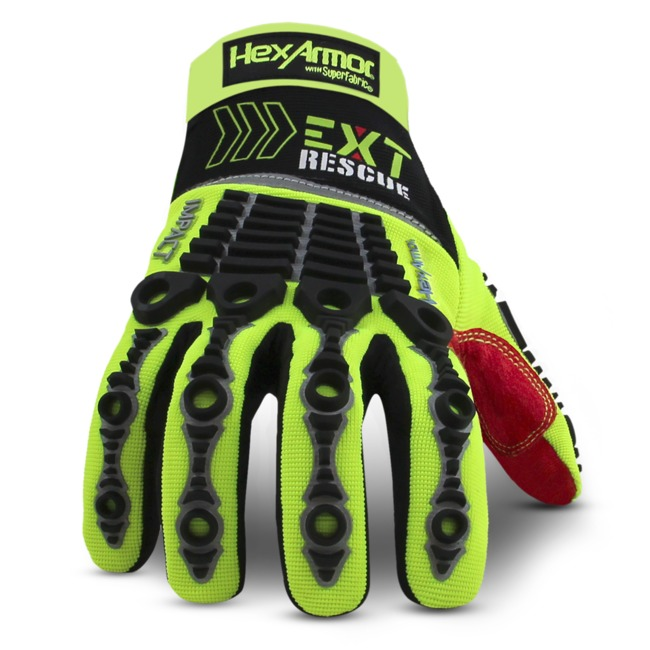 HexArmor®
with SuperFabric®
EXT
RESCUE
IMPACT
HexArmor